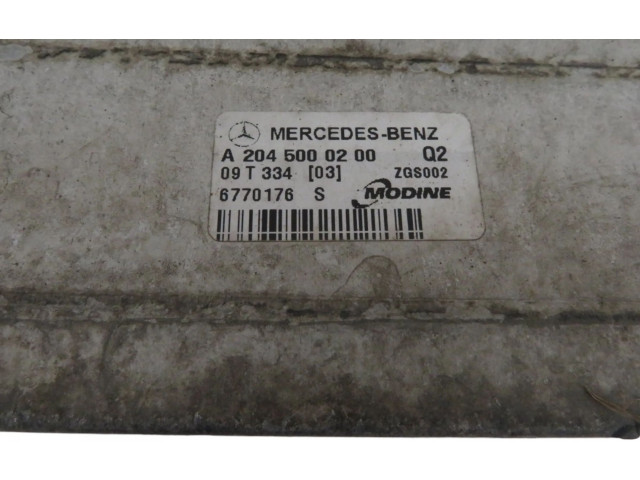 MERCEDES-BENZ
A 204 500 02 00 Q2
09 T 334 [03] ZGS002
6770176 S MODINE